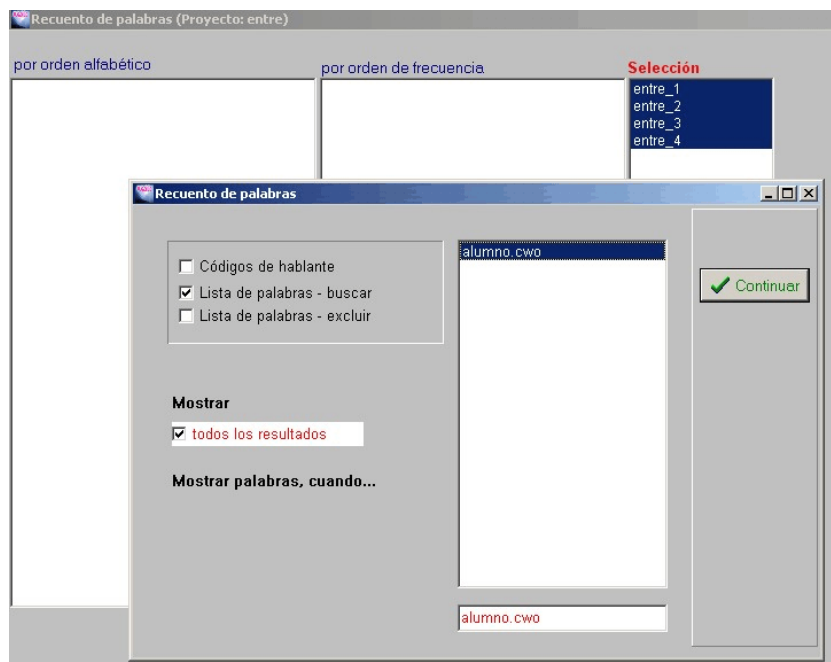 Recuento de palabras (Proyecto: entre)
por orden alfabético
por orden de frecuencia
Selección
entre_1
entre_2
entre_3
entre_4
Recuento de palabras
Códigos de hablante
Lista de palabras - buscar
Lista de palabras - excluir
Mostrar
todos los resultados
Mostrar palabras, cuando...
alumno.cwo
alumno.cwo
Continuar